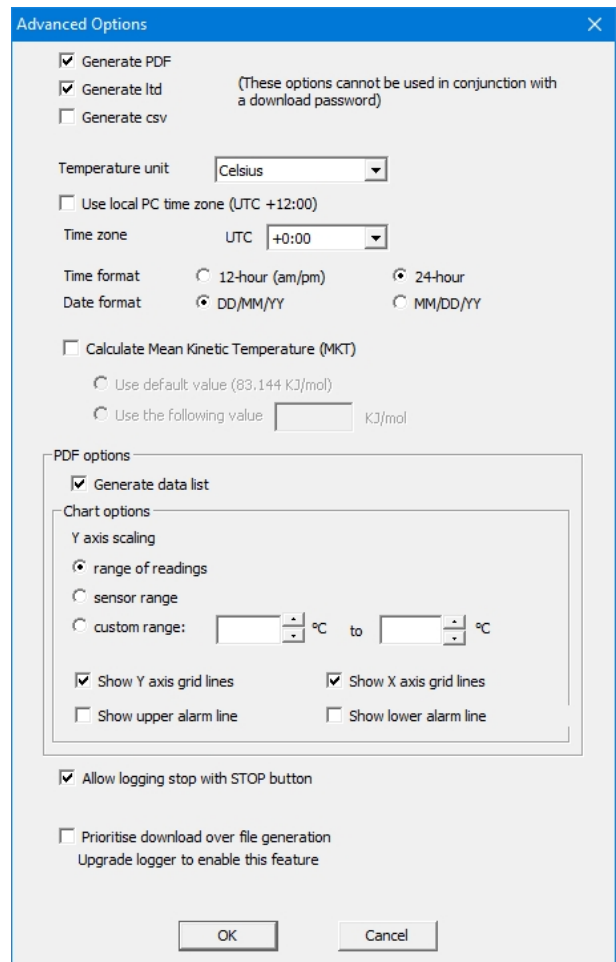 Advanced Options
Generate PDF
Generate ltd
(These options cannot be used in conjunction with
a download password)
Generate csv
Temperature unit Celsius
Use local PC time zone (UTC +12:00)
Time zone UTC +0:00
Time format 12-hour (am/pm) 24-hour
Date format DD/MM/YY MM/DD/YY
Calculate Mean Kinetic Temperature (MKT)
Use default value (83.144 KJ/mol)
Use the following value KJ/mol
PDF options
Generate data list
Chart options
Y axis scaling
range of readings
sensor range
custom range: ºC to ºC
Show Y axis grid lines Show X axis grid lines
Show upper alarm line Show lower alarm line
Allow logging stop with STOP button
Prioritise download over file generation
Upgrade logger to enable this feature
OK Cancel